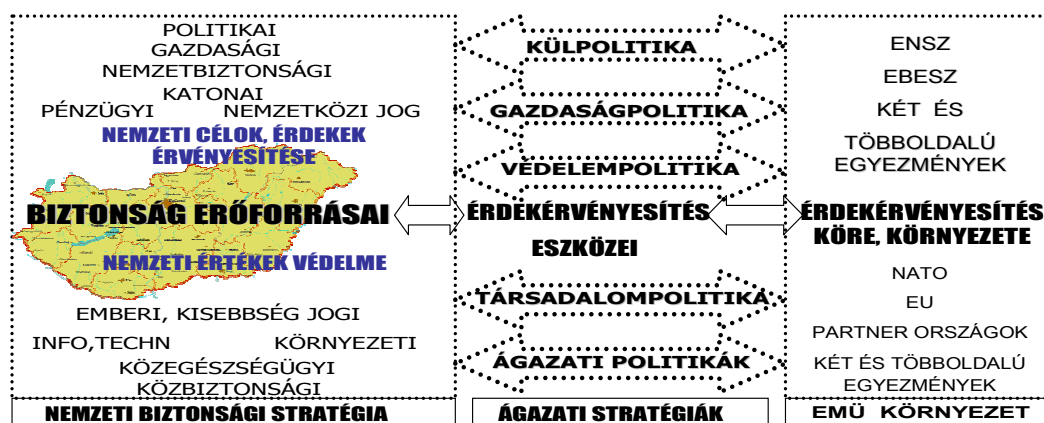 POLITIKAI
GAZDASÁGI
NEMZETBIZTONSÁGI
KATONAI
PÉNZÜGYI NEMZETKÖZI JOG
NEMZETI CÉLOK, ÉRDEKEK
ÉRVÉNYESÍTÉSE
BIZTONSÁG ERŐFORRÁSAI
NEMZETI ÉRTÉKEK VÉDELME
EMBERI, KISEBBSÉG JOGI
INFO,TECHN KÖRNYEZETI
KÖZEGÉSZSÉGÜGYI
KÖZBIZTONSÁGI
NEMZETI BIZTONSÁGI STRATÉGIA
KÜLPOLITIKA
GAZDASÁGPOLITIKA
VÉDELEMPOLITIKA
ÉRDEKÉRVÉNYESÍTÉS
ESZKÖZEI
TÁRSADALOMPOLITIKA
ÁGAZATI POLITIKÁK
ÁGAZATI STRATÉGIÁK
ENSZ
EBESZ
KÉT ÉS
TÖBBOLDALÚ
EGYEZMÉNYEK
ÉRDEKÉRVÉNYESÍTÉS
KÖRE, KÖRNYEZETE
NATO
EU
PARTNER ORSZÁGOK
KÉT ÉS TÖBBOLDALÚ
EGYEZMÉNYEK
EMÜ KÖRNYEZET